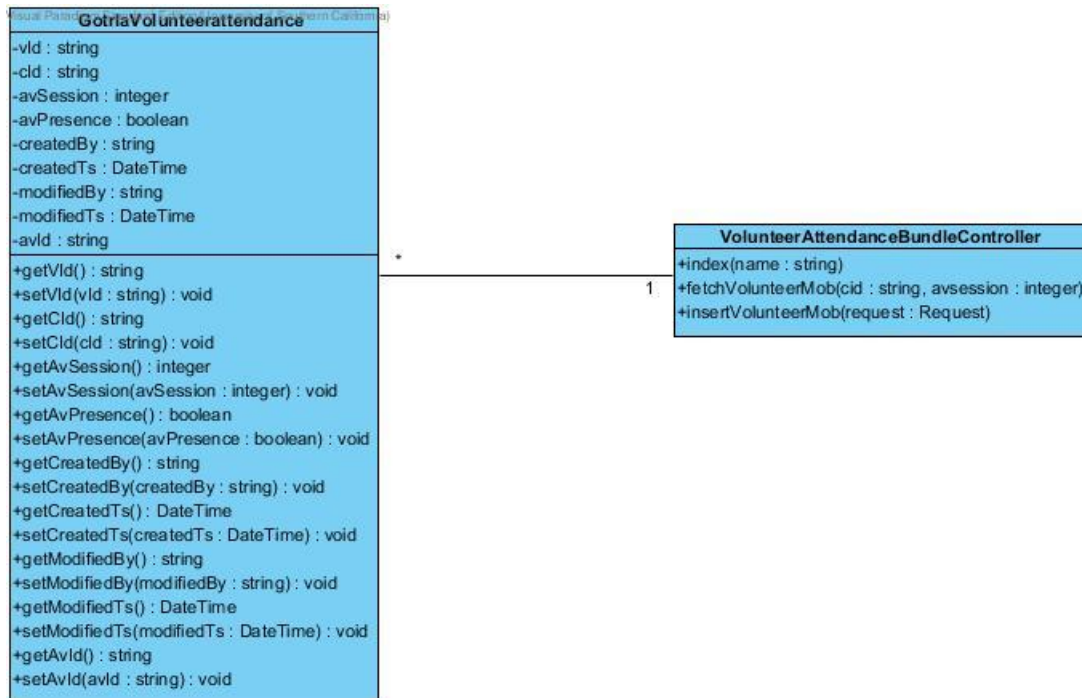 GotrlaVolunteerattendance
-vId : string
-cId : string
-avSession : integer
-avPresence : boolean
-createdBy : string
-createdTs : DateTime
-modifiedBy : string
-modifiedTs : DateTime
-avId : string
+getVId() : string
+setVId(vId : string) : void
+getCId() : string
+setCId(cId : string) : void
+getAvSession() : integer
+setAvSession(avSession : integer) : void
+getAvPresence() : boolean
+setAvPresence(avPresence : boolean) : void
+getCreatedBy() : string
+setCreatedBy(createdBy : string) : void
+getCreatedTs() : DateTime
+setCreatedTs(createdTs : DateTime) : void
+getModifiedBy() : string
+setModifiedBy(modifiedBy : string) : void
+getModifiedTs() : DateTime
+setModifiedTs(modifiedTs : DateTime) : void
+getAvId() : string
+setAvId(avId : string) : void
*
1
VolunteerAttendanceBundleController
+index(name : string)
+fetchVolunteerMob(cid : string, avsession : integer)
+insertVolunteerMob(request : Request)